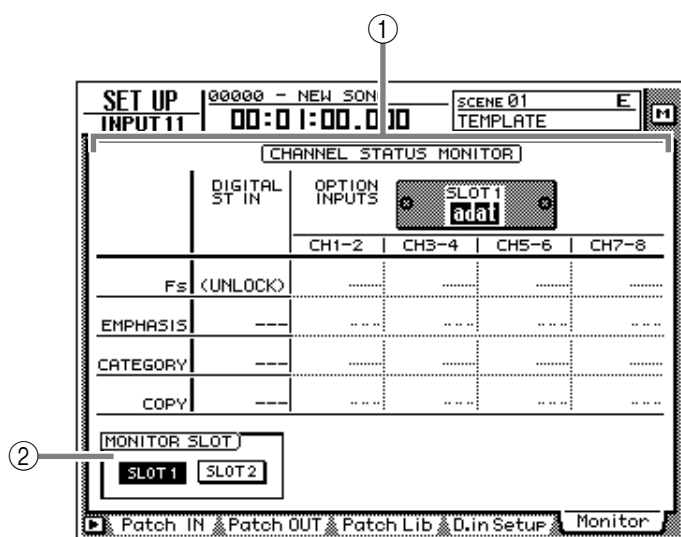 ①
SET UP
INPUT 11
00000 - NEW SON
00:01:00.000
SCENE 01 E
TEMPLATE
M
CHANNEL STATUS MONITOR
DIGITAL
ST IN
OPTION
INPUTS
SLOT 1
adat
CH1-2 CH3-4 CH5-6 CH7-8
Fs (UNLOCK) -------- -------- -------- --------
EMPHASIS --- --- --- --- ---
CATEGORY --- -------- -------- -------- --------
COPY --- --- --- --- ---
②
MONITOR SLOT
SLOT 1 SLOT 2
Patch IN Patch OUT Patch Lib D.in Setup Monitor